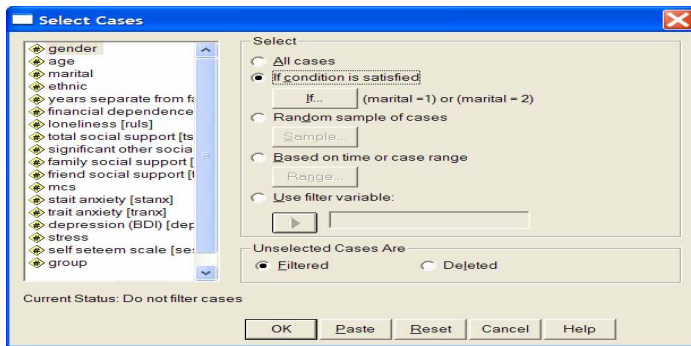 Select Cases
gender
age
marital
ethnic
years separate from fa
financial dependence
loneliness [ruls]
total social support [ts
significant other socia
family social support [
friend social support [f
mcs
stait anxiety [stanx]
trait anxiety [tranx]
depression (BDI) [dep
stress
self seteem scale [ses
group
Current Status: Do not filter cases
Select
All cases
If condition is satisfied
If... (marital =1) or (marital = 2)
Random sample of cases
Sample...
Based on time or case range
Range...
Use filter variable:
Unselected Cases Are
Filtered Deleted
OK Paste Reset Cancel Help